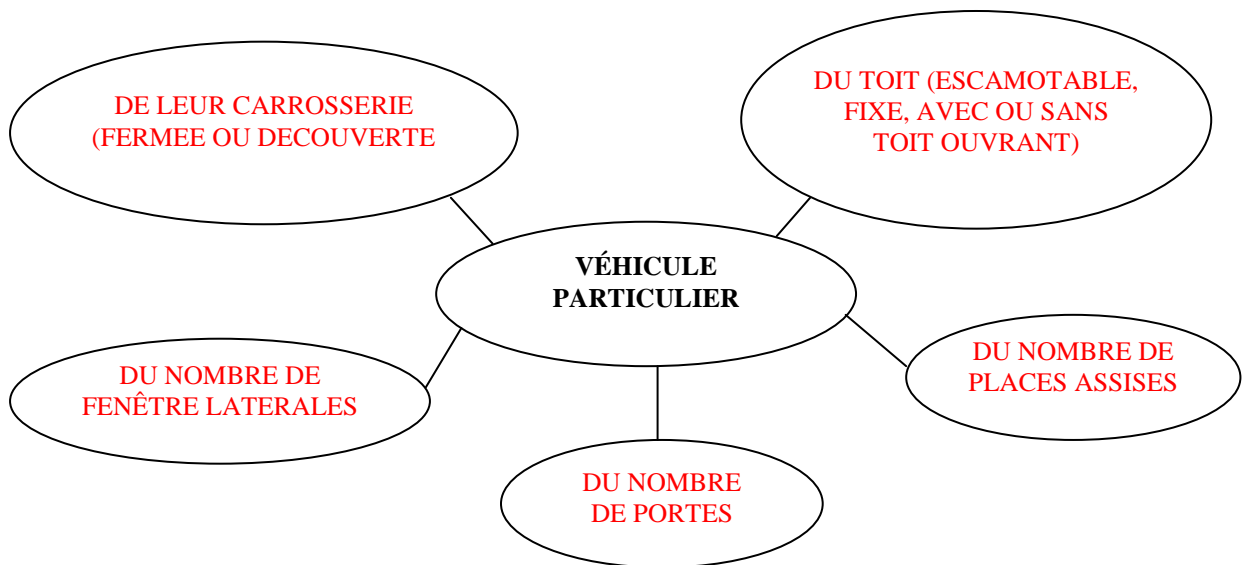 DE LEUR CARROSSERIE
(FERMEE OU DECOUVERTE
DU TOIT (ESCAMOTABLE,
FIXE, AVEC OU SANS
TOIT OUVRANT)
VÉHICULE
PARTICULIER
DU NOMBRE DE
FENÊTRE LATERALES
DU NOMBRE DE
PLACES ASSISES
DU NOMBRE
DE PORTES